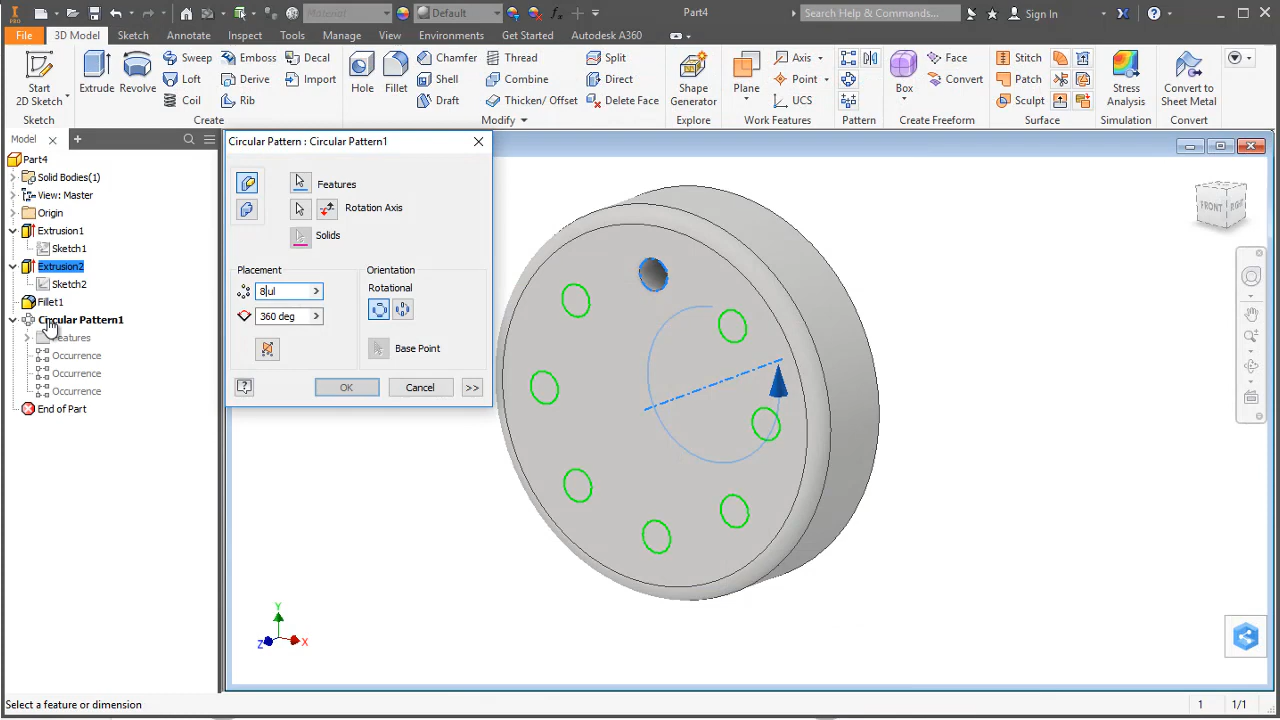 PRO
Material
Default
Part4
Search Help & Commands...
Sign In
File
3D Model
Sketch
Annotate
Inspect
Tools
Manage
View
Environments
Get Started
Autodesk A360
Start
2D Sketch
Sketch
Extrude
Revolve
Sweep
Loft
Coil
Emboss
Derive
Rib
Decal
Import
Create
Hole
Fillet
Chamfer
Shell
Draft
Thread
Combine
Thicken/ Offset
Split
Direct
Delete Face
Modify
Shape
Generator
Explore
Plane
Axis
Point
UCS
Work Features
Pattern
Box
Face
Convert
Create Freeform
Stitch
Patch
Sculpt
Surface
Stress
Analysis
Simulation
Convert to
Sheet Metal
Convert
Model
Part4
Solid Bodies(1)
View: Master
Origin
Extrusion1
Sketch1
Extrusion2
Sketch2
Fillet1
Circular Pattern1
Features
Occurrence
Occurrence
Occurrence
End of Part
Circular Pattern : Circular Pattern1
Features
Rotation Axis
Solids
Placement
8 ul
360 deg
Orientation
Rotational
Base Point
OK
Cancel
>>
FRONT
RIGHT
Y
Z
X
Select a feature or dimension
1
1/1